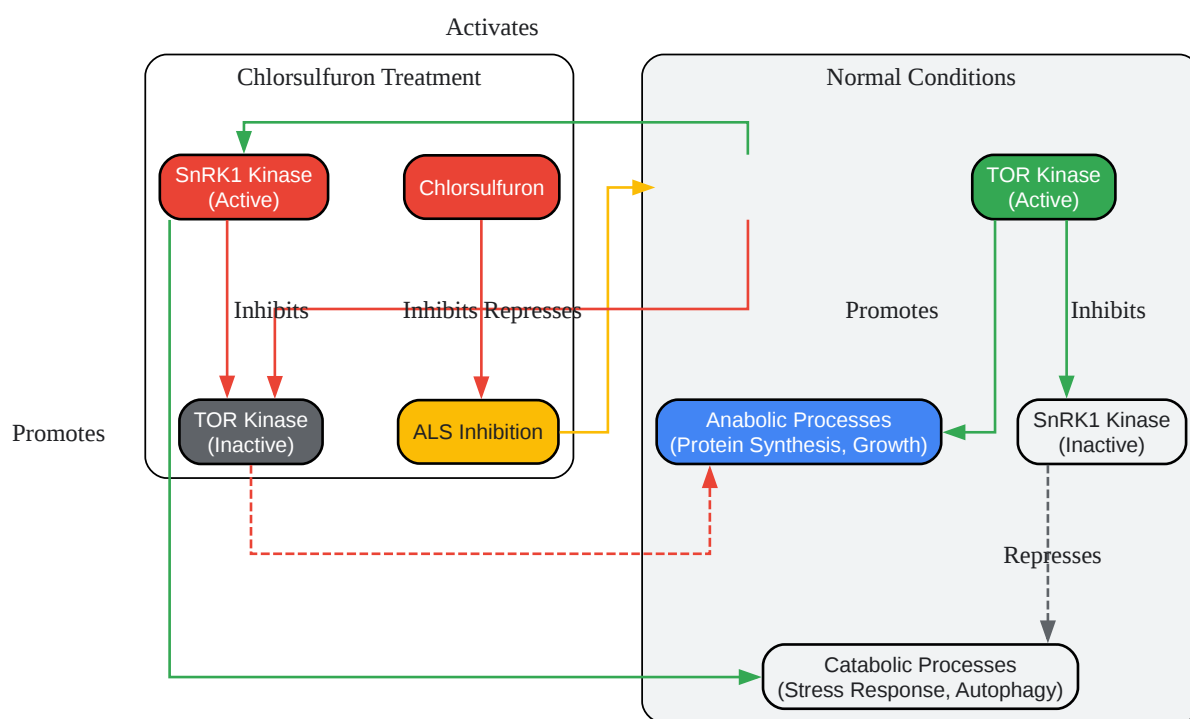 Activates
Chlorsulfuron Treatment
Normal Conditions
SnRK1 Kinase
(Active)
Chlorsulfuron
TOR Kinase
(Active)
Inhibits
Inhibits
Represses
Promotes
Inhibits
TOR Kinase
(Inactive)
ALS Inhibition
Anabolic Processes
(Protein Synthesis, Growth)
SnRK1 Kinase
(Inactive)
Promotes
Represses
Catabolic Processes
(Stress Response, Autophagy)